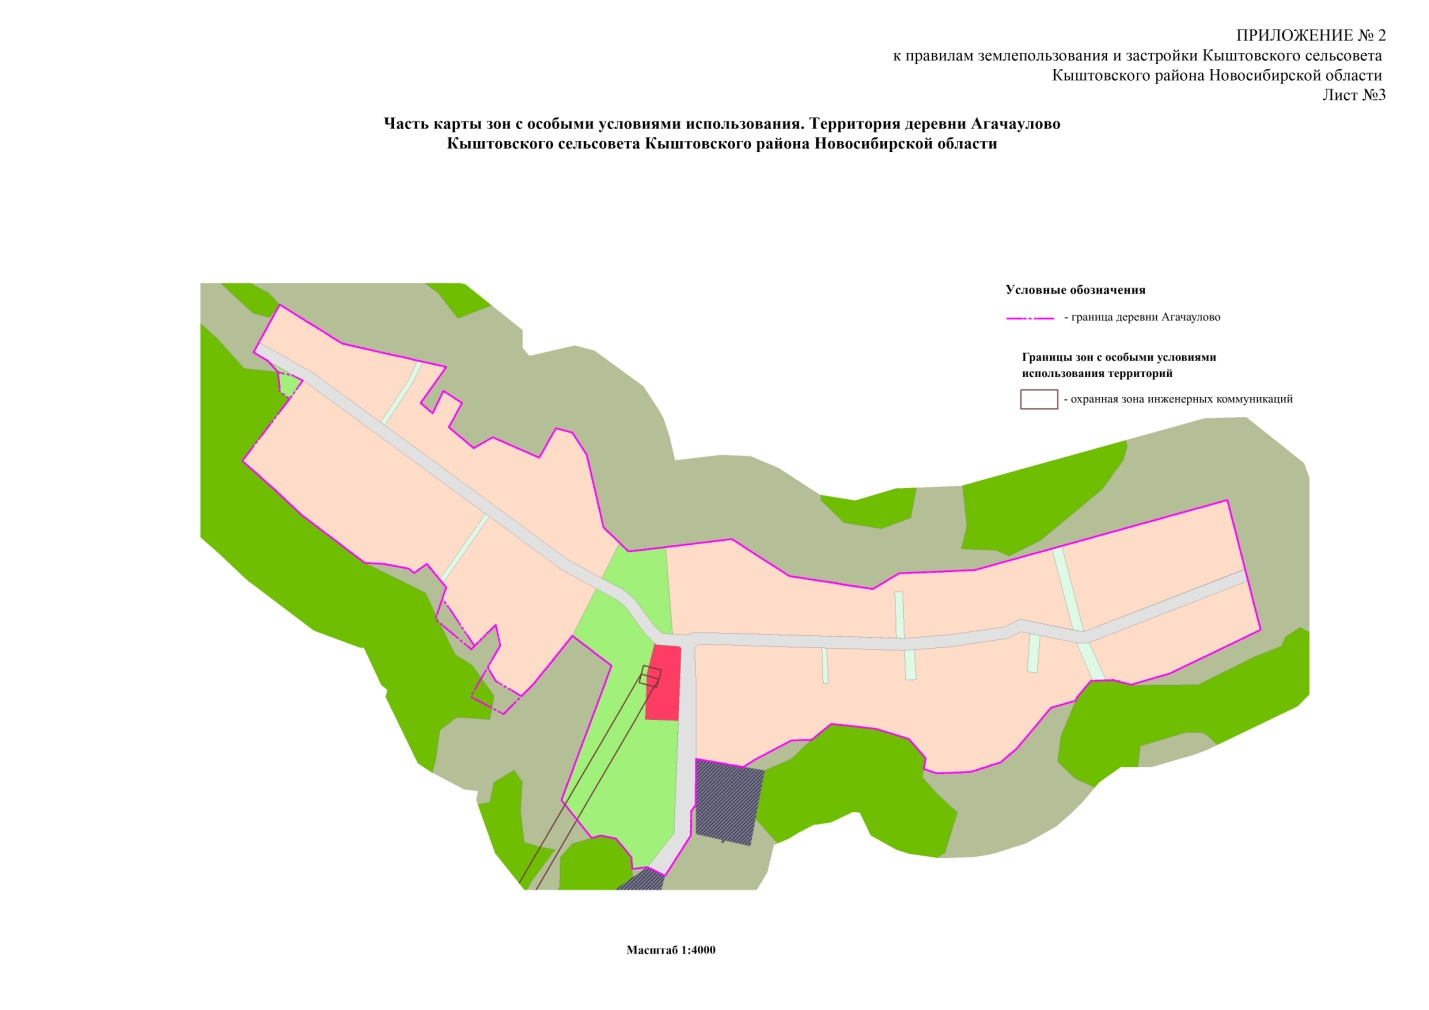 ПРИЛОЖЕНИЕ № 2
к правилам землепользования и застройки Кыштовского сельсовета
Кыштовского района Новосибирской области
Лист №3
Часть карты зон с особыми условиями использования. Территория деревни Агачаулово
Кыштовского сельсовета Кыштовского района Новосибирской области
Условные обозначения
- граница деревни Агачаулово
Границы зон с особыми условиями
использования территорий
- охранная зона инженерных коммуникаций
Масштаб 1:4000